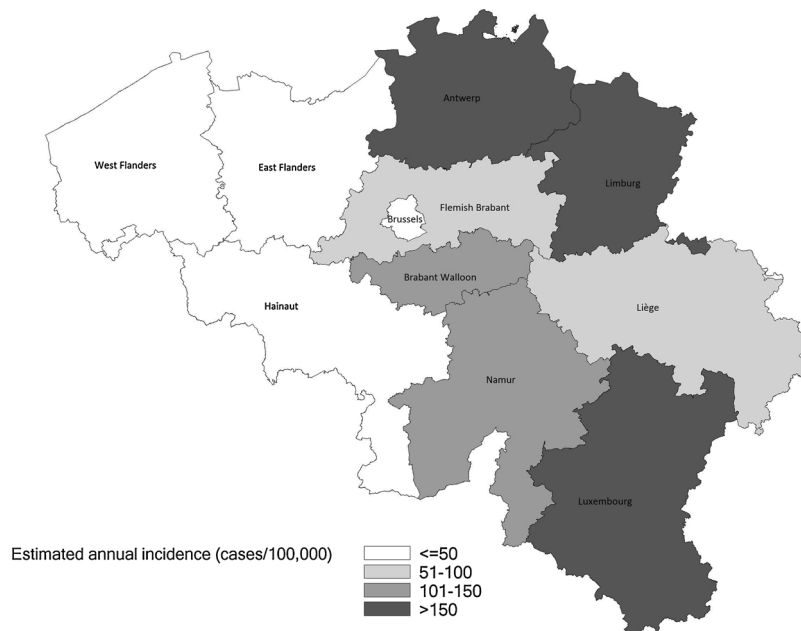 Antwerp
West Flanders
East Flanders
Limburg
Flemish Brabant
Brussels
Brabant Walloon
Hainaut
Liège
Namur
Luxembourg
Estimated annual incidence (cases/100,000)
<=50
51-100
101-150
>150